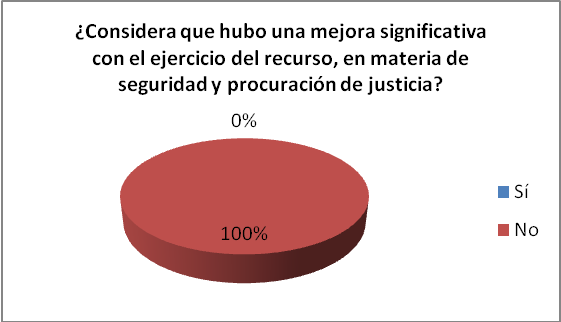 ¿Considera que hubo una mejora significativa
con el ejercicio del recurso, en materia de
seguridad y procuración de justicia?
0%
100%
Sí
No